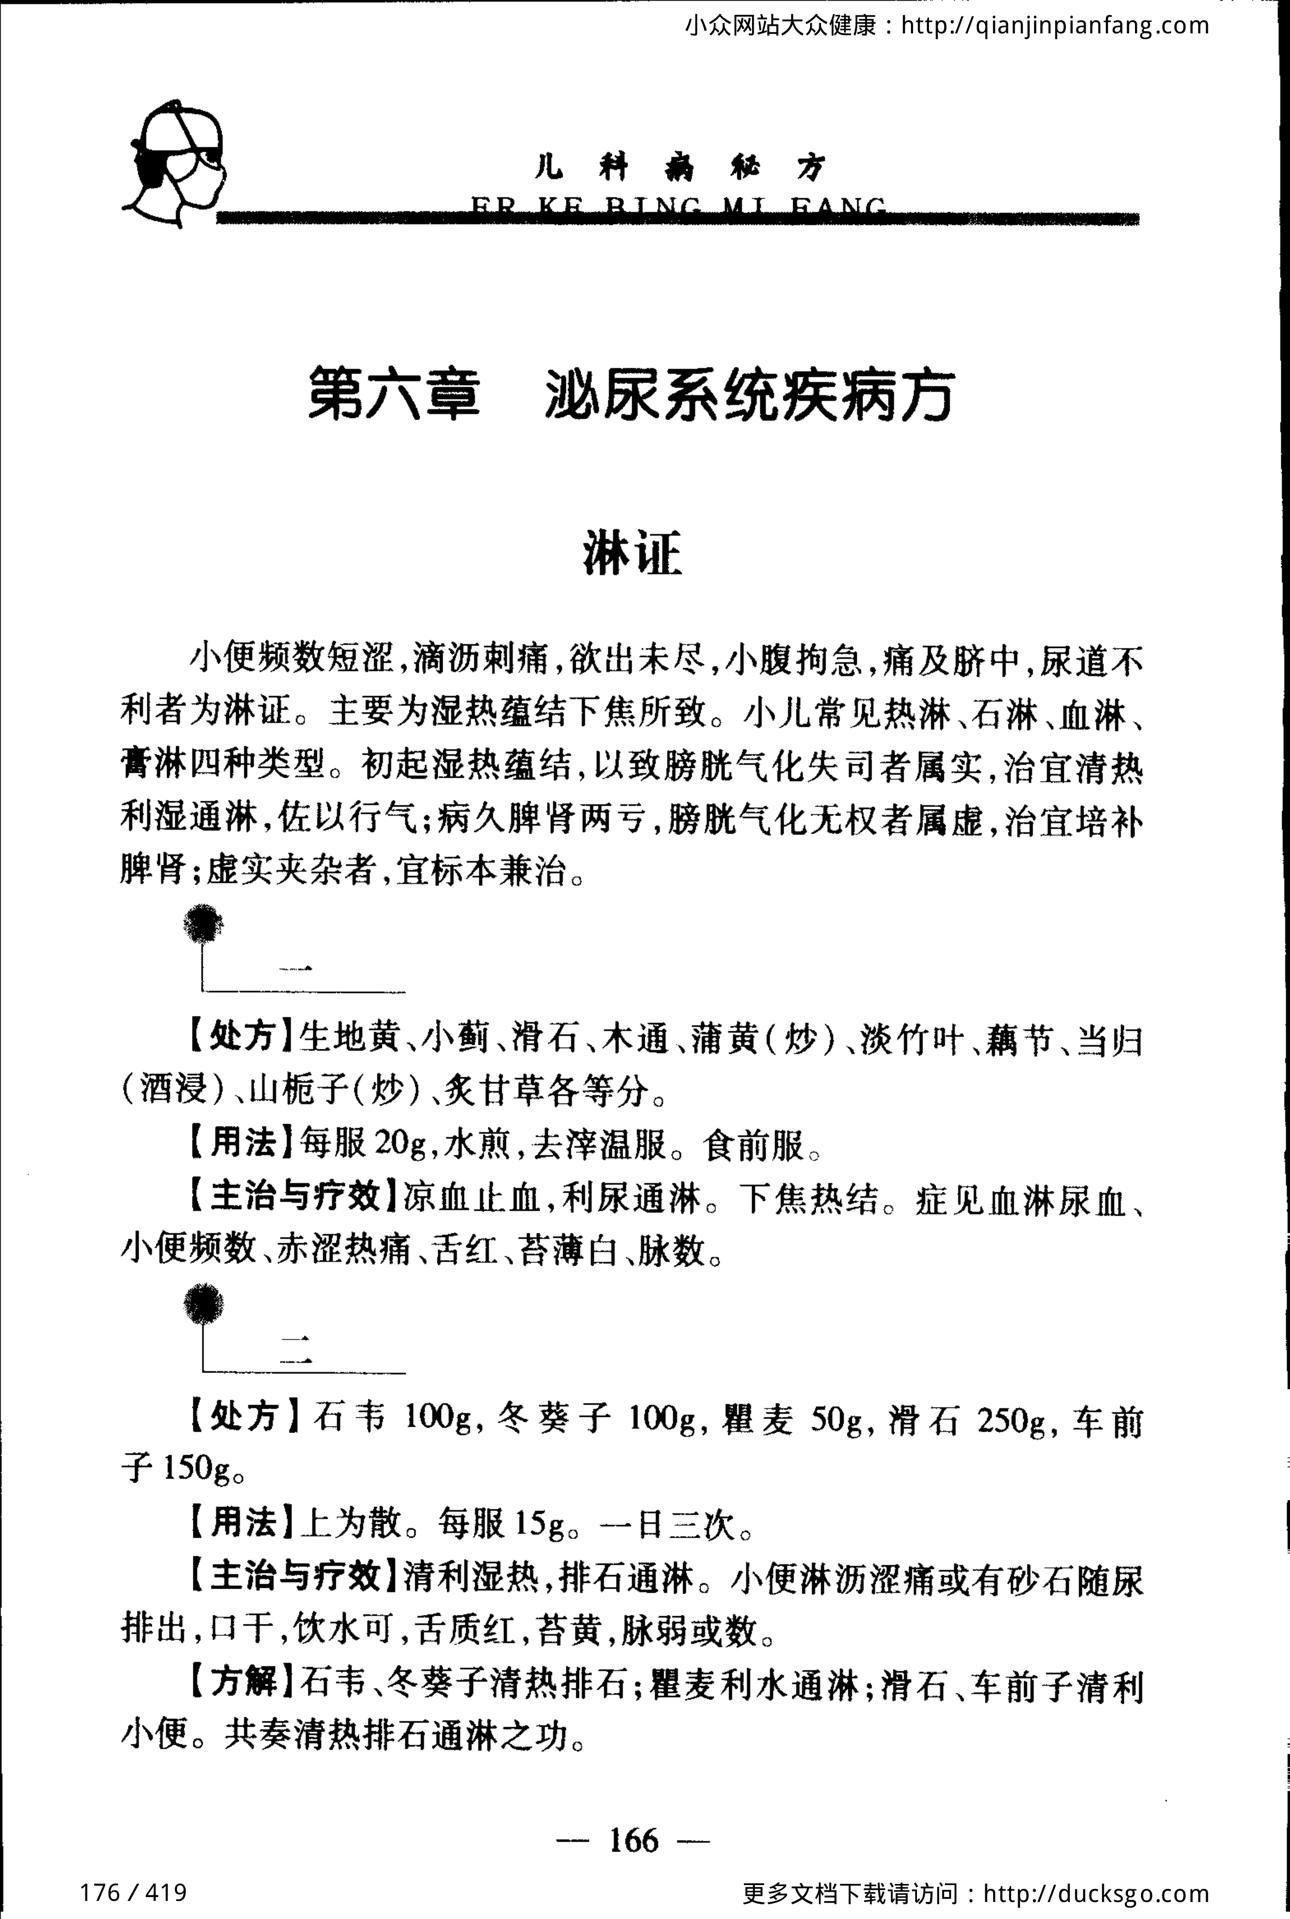 小众网站大众健康：http://qianjinpianfang.com
儿科病秘方
ER KE BING MI FANG
第六章 泌尿系统疾病方
淋证
小便频数短涩,滴沥刺痛,欲出未尽,小腹拘急,痛及脐中,尿道不
利者为淋证。主要为湿热蕴结下焦所致。小儿常见热淋、石淋、血淋、
膏淋四种类型。初起湿热蕴结,以致膀胱气化失司者属实,治宜清热
利湿通淋,佐以行气;病久脾肾两亏,膀胱气化无权者属虚,治宜培补
脾肾;虚实夹杂者,宜标本兼治。
一
【处方】生地黄、小蓟、滑石、木通、蒲黄(炒)、淡竹叶、藕节、当归
(酒浸)、山栀子(炒)、炙甘草各等分。
【用法】每服20g,水煎,去滓温服。食前服。
【主治与疗效】凉血止血,利尿通淋。下焦热结。症见血淋尿血、
小便频数、赤涩热痛、舌红、苔薄白、脉数。
二
【处方】石韦 100g,冬葵子 100g,瞿麦 50g,滑石 250g,车前
子150g。
【用法】上为散。每服15g。一日三次。
【主治与疗效】清利湿热,排石通淋。小便淋沥涩痛或有砂石随尿
排出,口干,饮水可,舌质红,苔黄,脉弱或数。
【方解】石韦、冬葵子清热排石;瞿麦利水通淋;滑石、车前子清利
小便。共奏清热排石通淋之功。
— 166 —
176 / 419
更多文档下载请访问：http://ducksgo.com